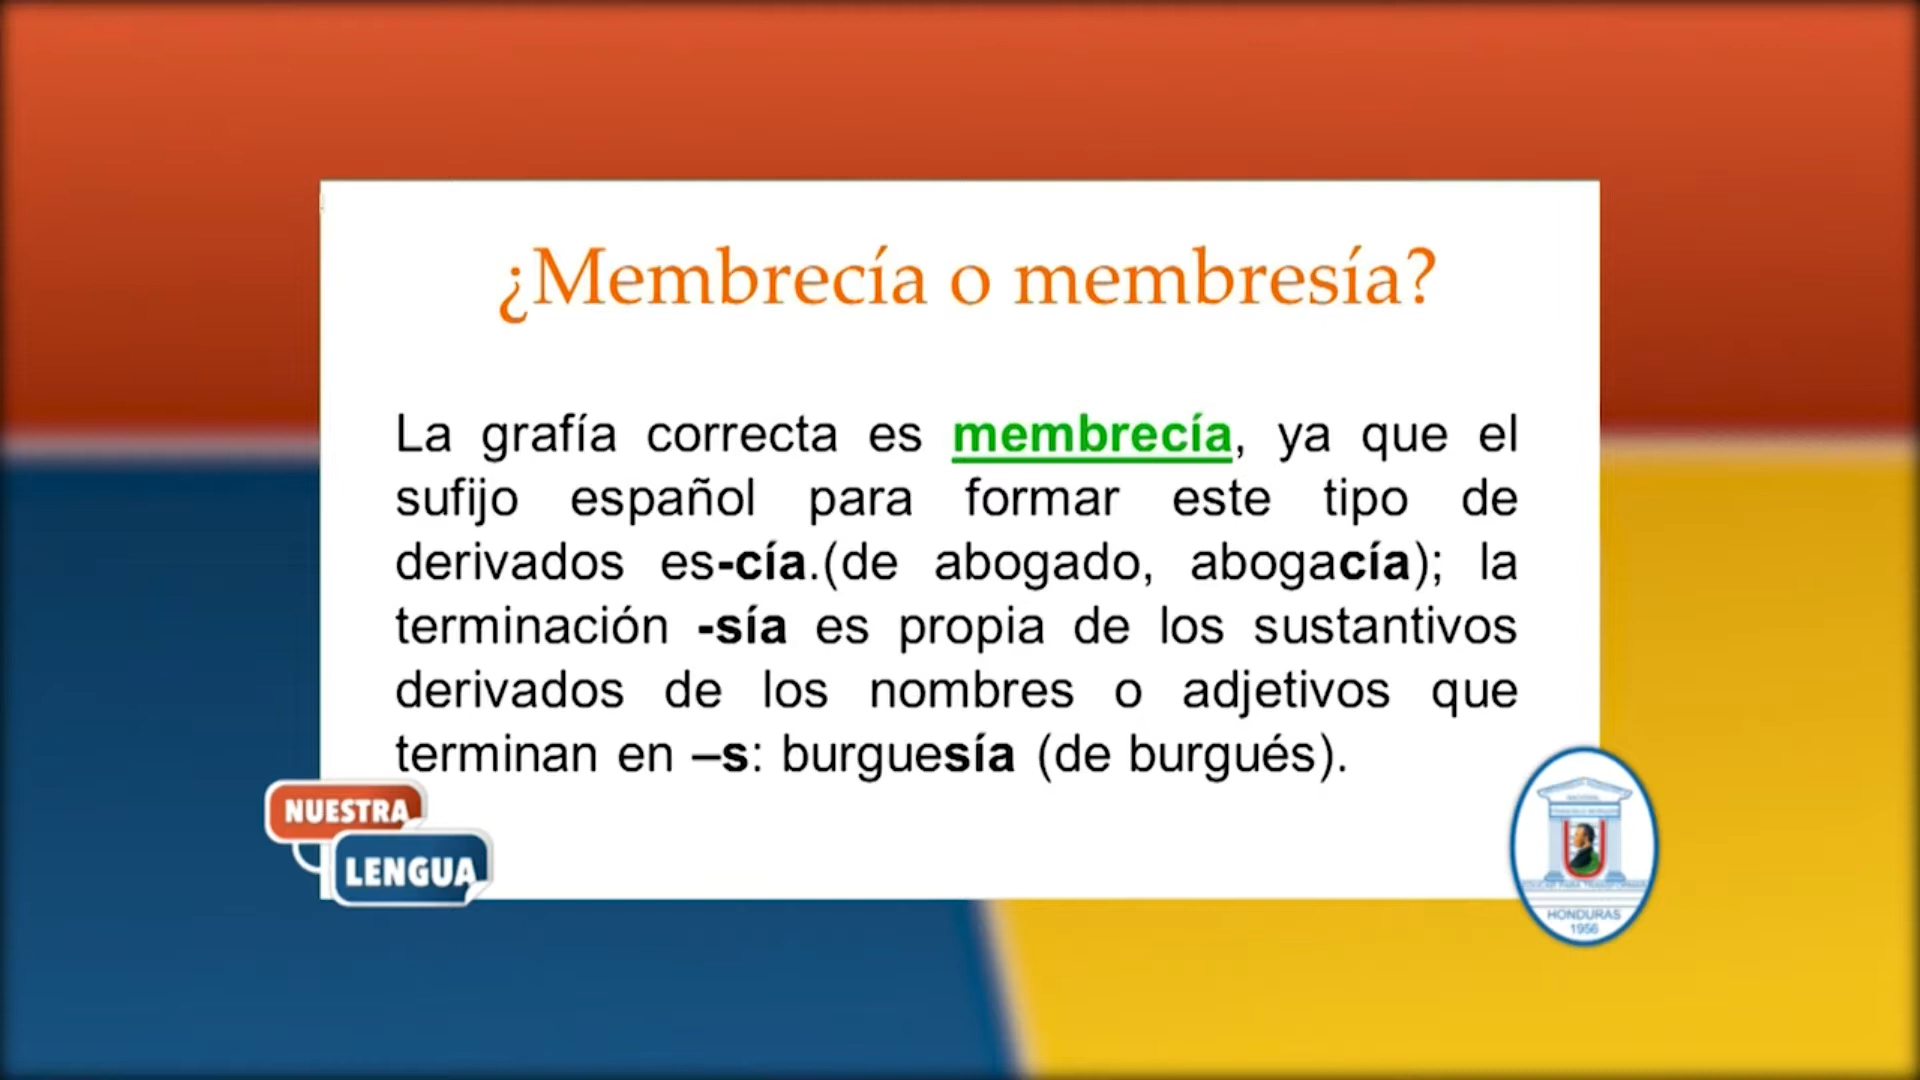 ¿Membrecía o membresía?
La grafía correcta es membrecía, ya que el
sufijo español para formar este tipo de
derivados es-cía.(de abogado, abogacía); la
terminación -sía es propia de los sustantivos
derivados de los nombres o adjetivos que
terminan en –s: burguesía (de burgués).
NUESTRA
LENGUA
HONDURAS
1956